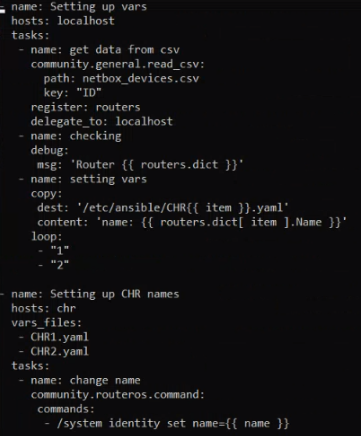 - name: Setting up vars
  hosts: localhost
  tasks:
   - name: get data from csv
     community.general.read_csv:
       path: netbox_devices.csv
       key: "ID"
     register: routers
     delegate_to: localhost
   - name: checking
     debug:
      msg: 'Router {{ routers.dict }}'
   - name: setting vars
     copy:
      dest: '/etc/ansible/CHR{{ item }}.yaml'
      content: 'name: {{ routers.dict[ item ].Name }}'
     loop:
      - "1"
      - "2"

- name: Setting up CHR names
  hosts: chr
  vars_files:
   - CHR1.yaml
   - CHR2.yaml
  tasks:
   - name: change name
     community.routeros.command:
      commands:
       - /system identity set name={{ name }}